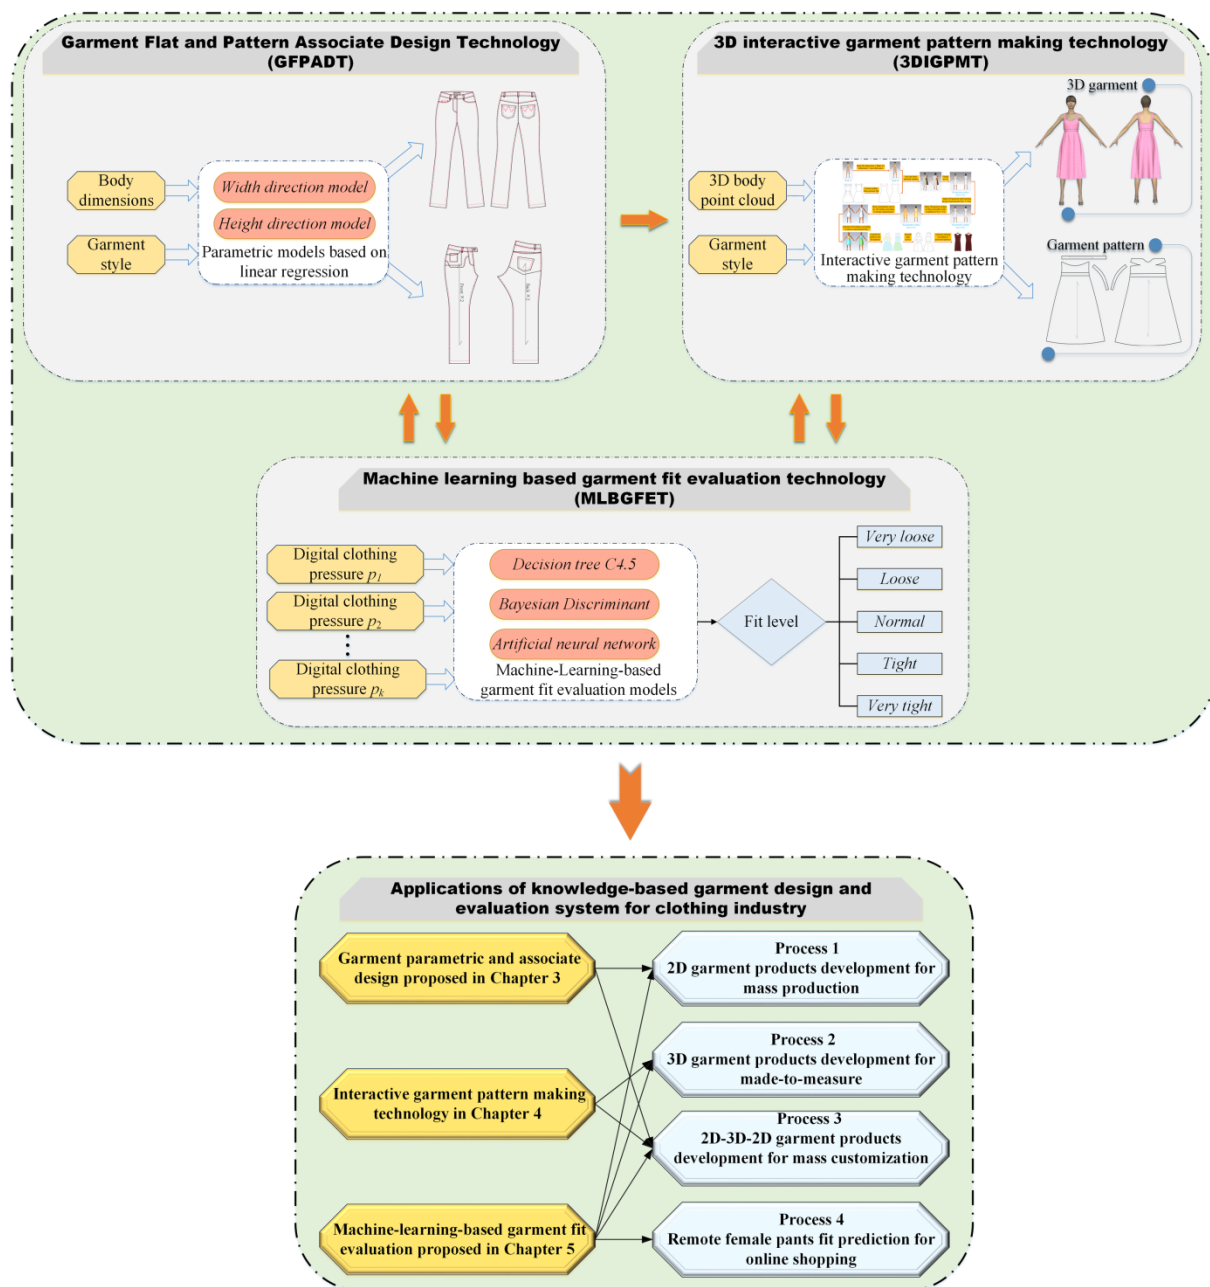 Garment Flat and Pattern Associate Design Technology
(GFPADT)
Body
dimensions
Garment
style
Width direction model
Height direction model
Parametric models based on
linear regression
3D interactive garment pattern making technology
(3DIGPMT)
3D body
point cloud
Garment
style
Interactive garment pattern
making technology
3D garment
Garment pattern
Machine learning based garment fit evaluation technology
(MLBGFET)
Digital clothing
pressure p1
Digital clothing
pressure p2
Digital clothing
pressure pk
Decision tree C4.5
Bayesian Discriminant
Artificial neural network
Machine-Learning-based
garment fit evaluation models
Fit level
Very loose
Loose
Normal
Tight
Very tight
Applications of knowledge-based garment design and
evaluation system for clothing industry
Garment parametric and associate
design proposed in Chapter 3
Interactive garment pattern making
technology in Chapter 4
Machine-learning-based garment fit
evaluation proposed in Chapter 5
Process 1
2D garment products development for
mass production
Process 2
3D garment products development for
made-to-measure
Process 3
2D-3D-2D garment products
development for mass customization
Process 4
Remote female pants fit prediction for
online shopping